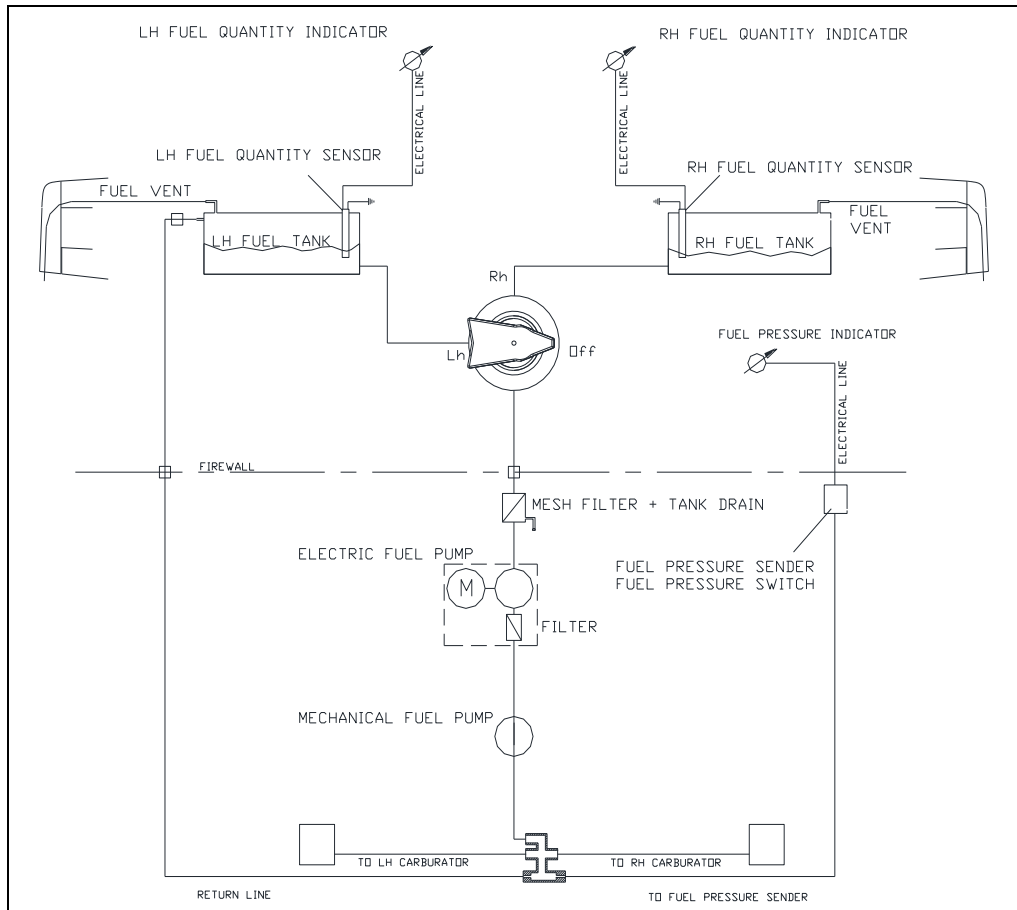 LH FUEL QUANTITY INDICATOR
RH FUEL QUANTITY INDICATOR
ELECTRICAL LINE
ELECTRICAL LINE
LH FUEL QUANTITY SENSOR
RH FUEL QUANTITY SENSOR
FUEL VENT
FUEL
VENT
LH FUEL TANK
RH FUEL TANK
Rh
Lh
Off
FUEL PRESSURE INDICATOR
ELECTRICAL LINE
FIREWALL
MESH FILTER + TANK DRAIN
ELECTRIC FUEL PUMP
M
FUEL PRESSURE SENDER
FUEL PRESSURE SWITCH
FILTER
MECHANICAL FUEL PUMP
TO LH CARBURATOR
TO RH CARBURATOR
RETURN LINE
TO FUEL PRESSURE SENDER